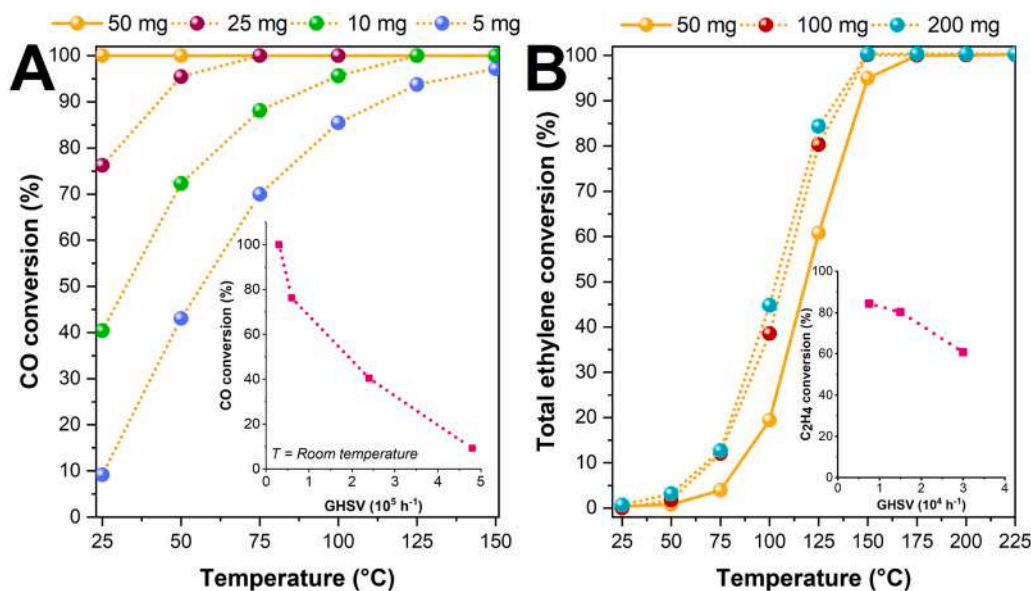 50 mg 25 mg 10 mg 5 mg
A
CO conversion (%)
100
90
80
70
60
50
40
30
20
10
0
25 50 75 100 125 150
Temperature (°C)
CO conversion (%)
100
80
60
40
20
0
T = Room temperature
0 1 2 3 4 5
GHSV (10⁵ h⁻¹)
50 mg 100 mg 200 mg
B
Total ethylene conversion (%)
100
90
80
70
60
50
40
30
20
10
0
25 50 75 100 125 150 175 200 225
Temperature (°C)
C₂H4 conversion (%)
100
80
60
40
20
0
0 1 2 3 4
GHSV (10⁴ h⁻¹)